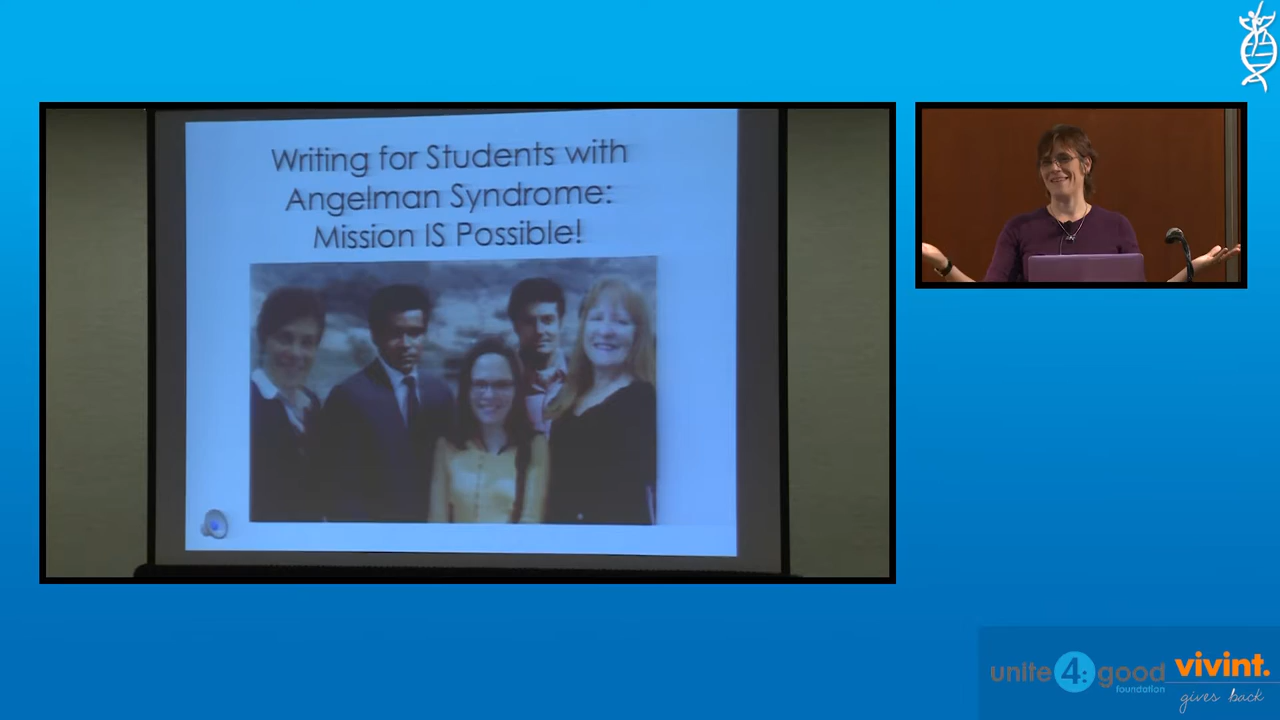 Writing for Students with
Angelman Syndrome:
Mission IS Possible!
unite 4: good
foundation
vivint.
gives back